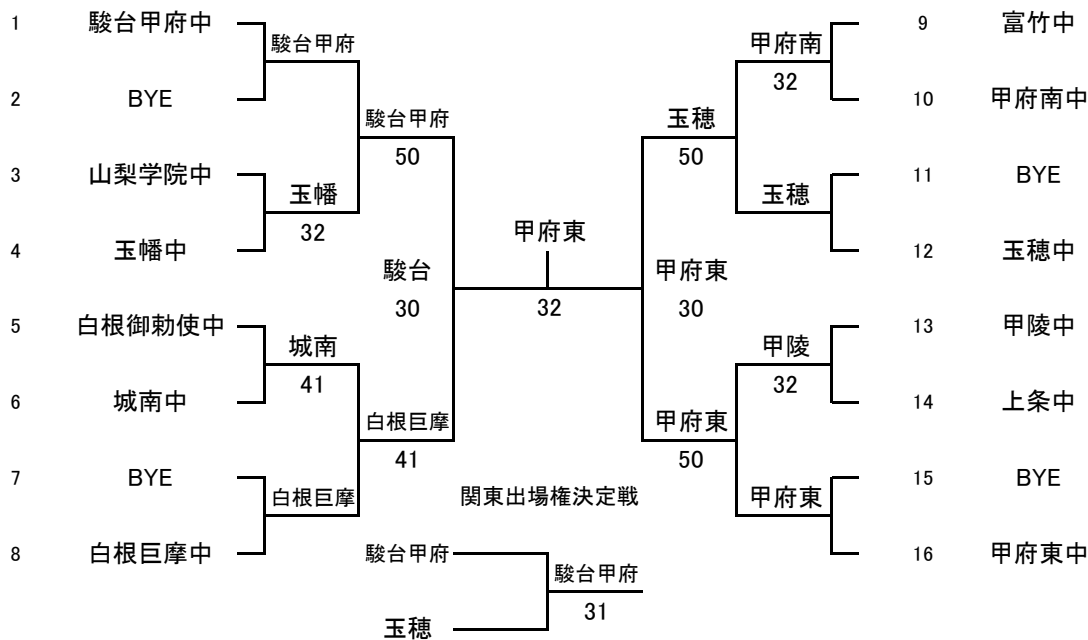 1 駿台甲府中
2 BYE
3 山梨学院中
4 玉幡中
5 白根御勅使中
6 城南中
7 BYE
8 白根巨摩中
駿台甲府
玉幡
32
城南
41
白根巨摩
駿台甲府
50
白根巨摩
41
駿台
30
甲府東
32
甲府東
30
玉穂
50
甲府東
50
甲府南
32
玉穂
甲陵
32
甲府東
9 富竹中
10 甲府南中
11 BYE
12 玉穂中
13 甲陵中
14 上条中
15 BYE
16 甲府東中
関東出場権決定戦
駿台甲府
玉穂
駿台甲府
31